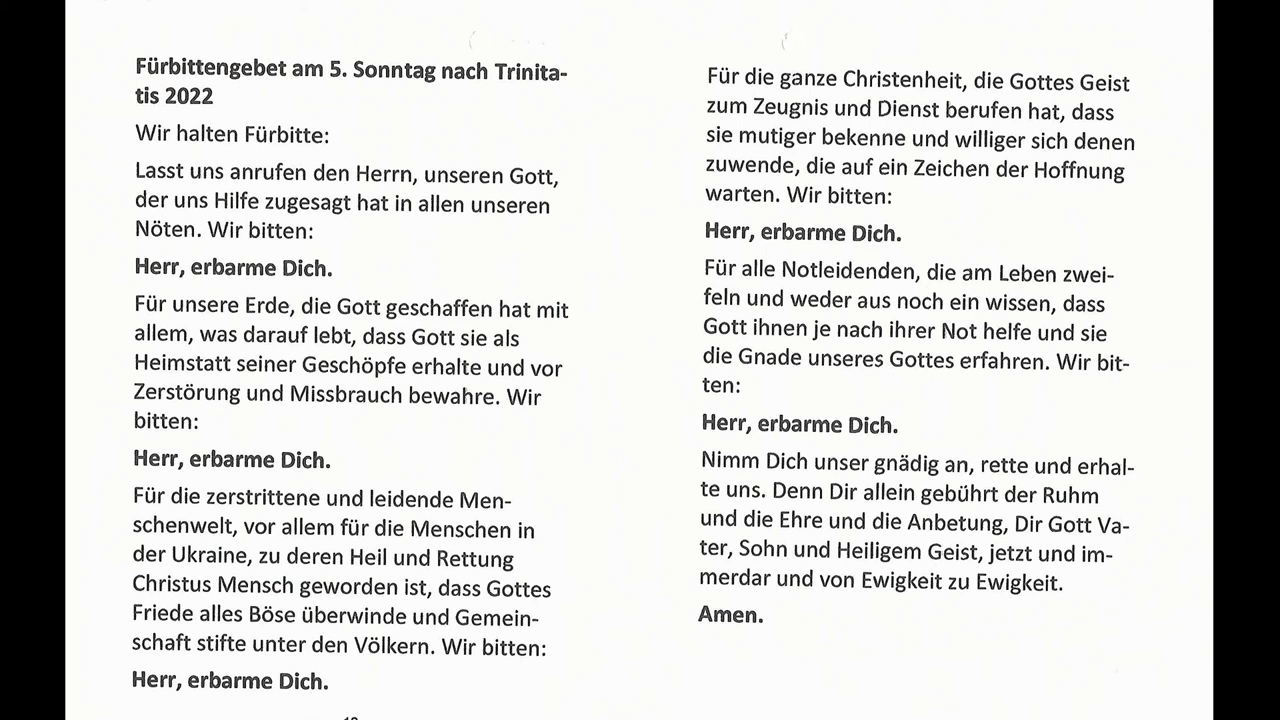 Fürbittengebet am 5. Sonntag nach Trinita-
tis 2022
Wir halten Fürbitte:
Lasst uns anrufen den Herrn, unseren Gott,
der uns Hilfe zugesagt hat in allen unseren
Nöten. Wir bitten:
Herr, erbarme Dich.
Für unsere Erde, die Gott geschaffen hat mit
allem, was darauf lebt, dass Gott sie als
Heimstatt seiner Geschöpfe erhalte und vor
Zerstörung und Missbrauch bewahre. Wir
bitten:
Herr, erbarme Dich.
Für die zerstrittene und leidende Men-
schenwelt, vor allem für die Menschen in
der Ukraine, zu deren Heil und Rettung
Christus Mensch geworden ist, dass Gottes
Friede alles Böse überwinde und Gemein-
schaft stifte unter den Völkern. Wir bitten:
Herr, erbarme Dich.
Für die ganze Christenheit, die Gottes Geist
zum Zeugnis und Dienst berufen hat, dass
sie mutiger bekenne und williger sich denen
zuwende, die auf ein Zeichen der Hoffnung
warten. Wir bitten:
Herr, erbarme Dich.
Für alle Notleidenden, die am Leben zwei-
feln und weder aus noch ein wissen, dass
Gott ihnen je nach ihrer Not helfe und sie
die Gnade unseres Gottes erfahren. Wir bit-
ten:
Herr, erbarme Dich.
Nimm Dich unser gnädig an, rette und erhal-
te uns. Denn Dir allein gebührt der Ruhm
und die Ehre und die Anbetung, Dir Gott Va-
ter, Sohn und Heiligem Geist, jetzt und im-
merdar und von Ewigkeit zu Ewigkeit.
Amen.